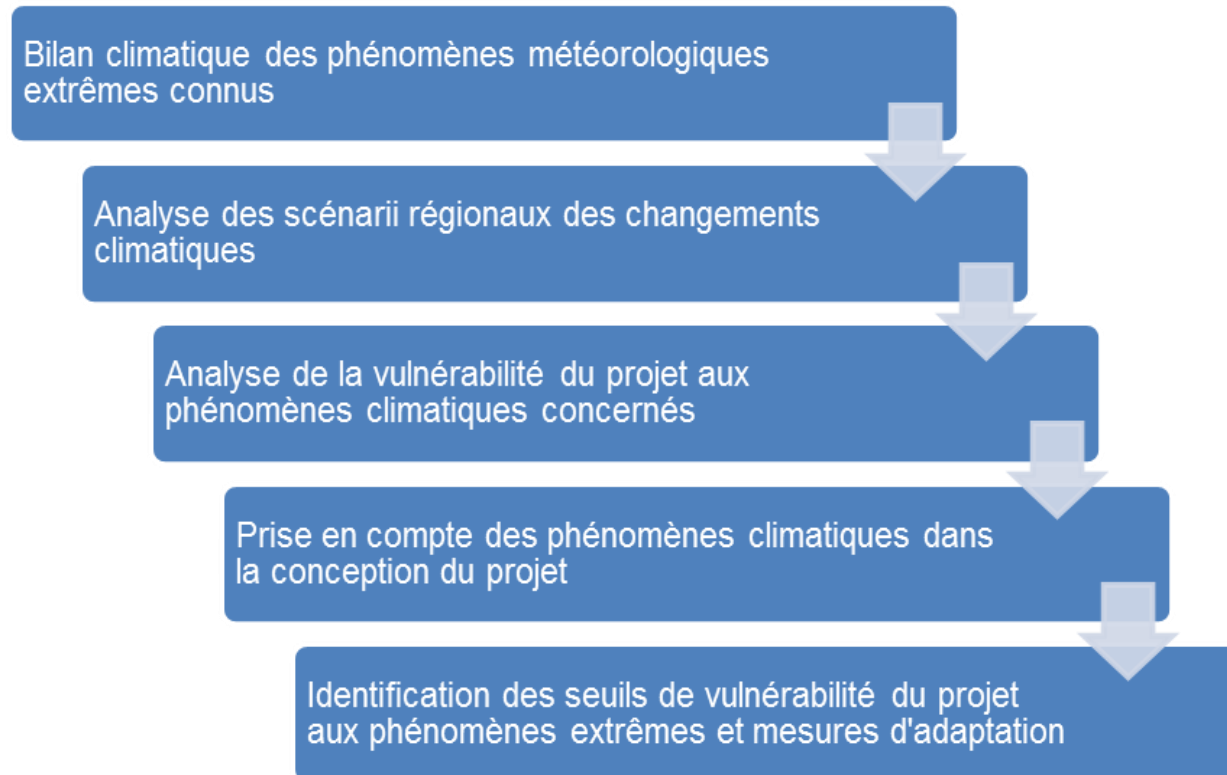 Bilan climatique des phénomènes météorologiques
extrêmes connus
Analyse des scénarii régionaux des changements
climatiques
Analyse de la vulnérabilité du projet aux
phénomènes climatiques concernés
Prise en compte des phénomènes climatiques dans
la conception du projet
Identification des seuils de vulnérabilité du projet
aux phénomènes extrêmes et mesures d'adaptation